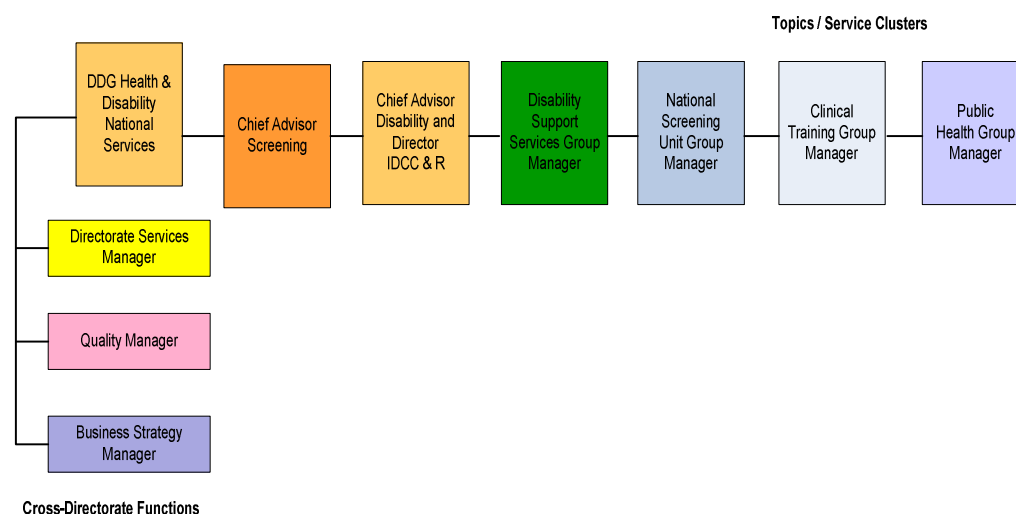 Topics / Service Clusters
DDG Health &
Disability
National
Services
Chief Advisor
Screening
Chief Advisor
Disability and
Director
IDCC & R
Disability
Support
Services Group
Manager
National
Screening
Unit Group
Manager
Clinical
Training Group
Manager
Public
Health Group
Manager
Directorate Services
Manager
Quality Manager
Business Strategy
Manager
Cross-Directorate Functions